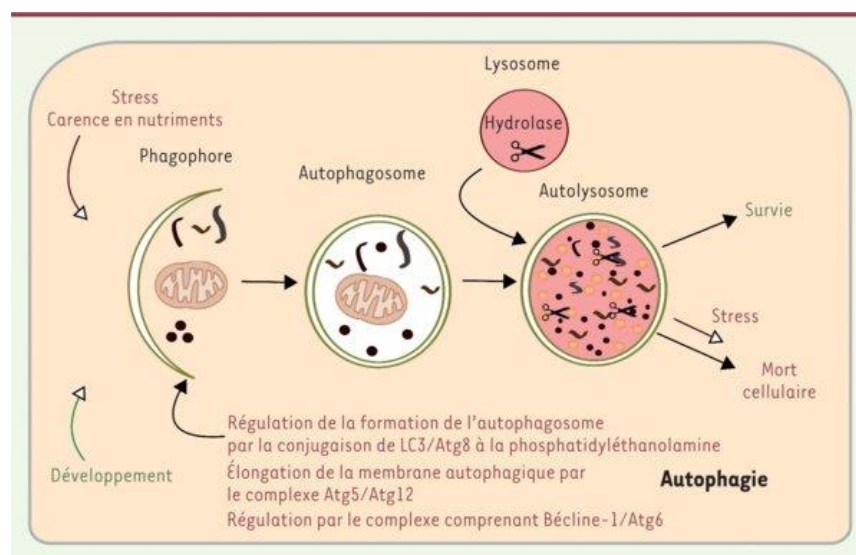 Lysosome
Stress
Carence en nutriments
Hydrolase
Phagophore
Autophagosome
Autolysosome
Survie
Stress
Mort
cellulaire
Régulation de la formation de l'autophagosome
par la conjugaison de LC3/Atg8 à la phosphatidyléthanolamine
Développement
Élongation de la membrane autophagique par
le complexe Atg5/Atg12
Autophagie
Régulation par le complexe comprenant Bécline-1/Atg6